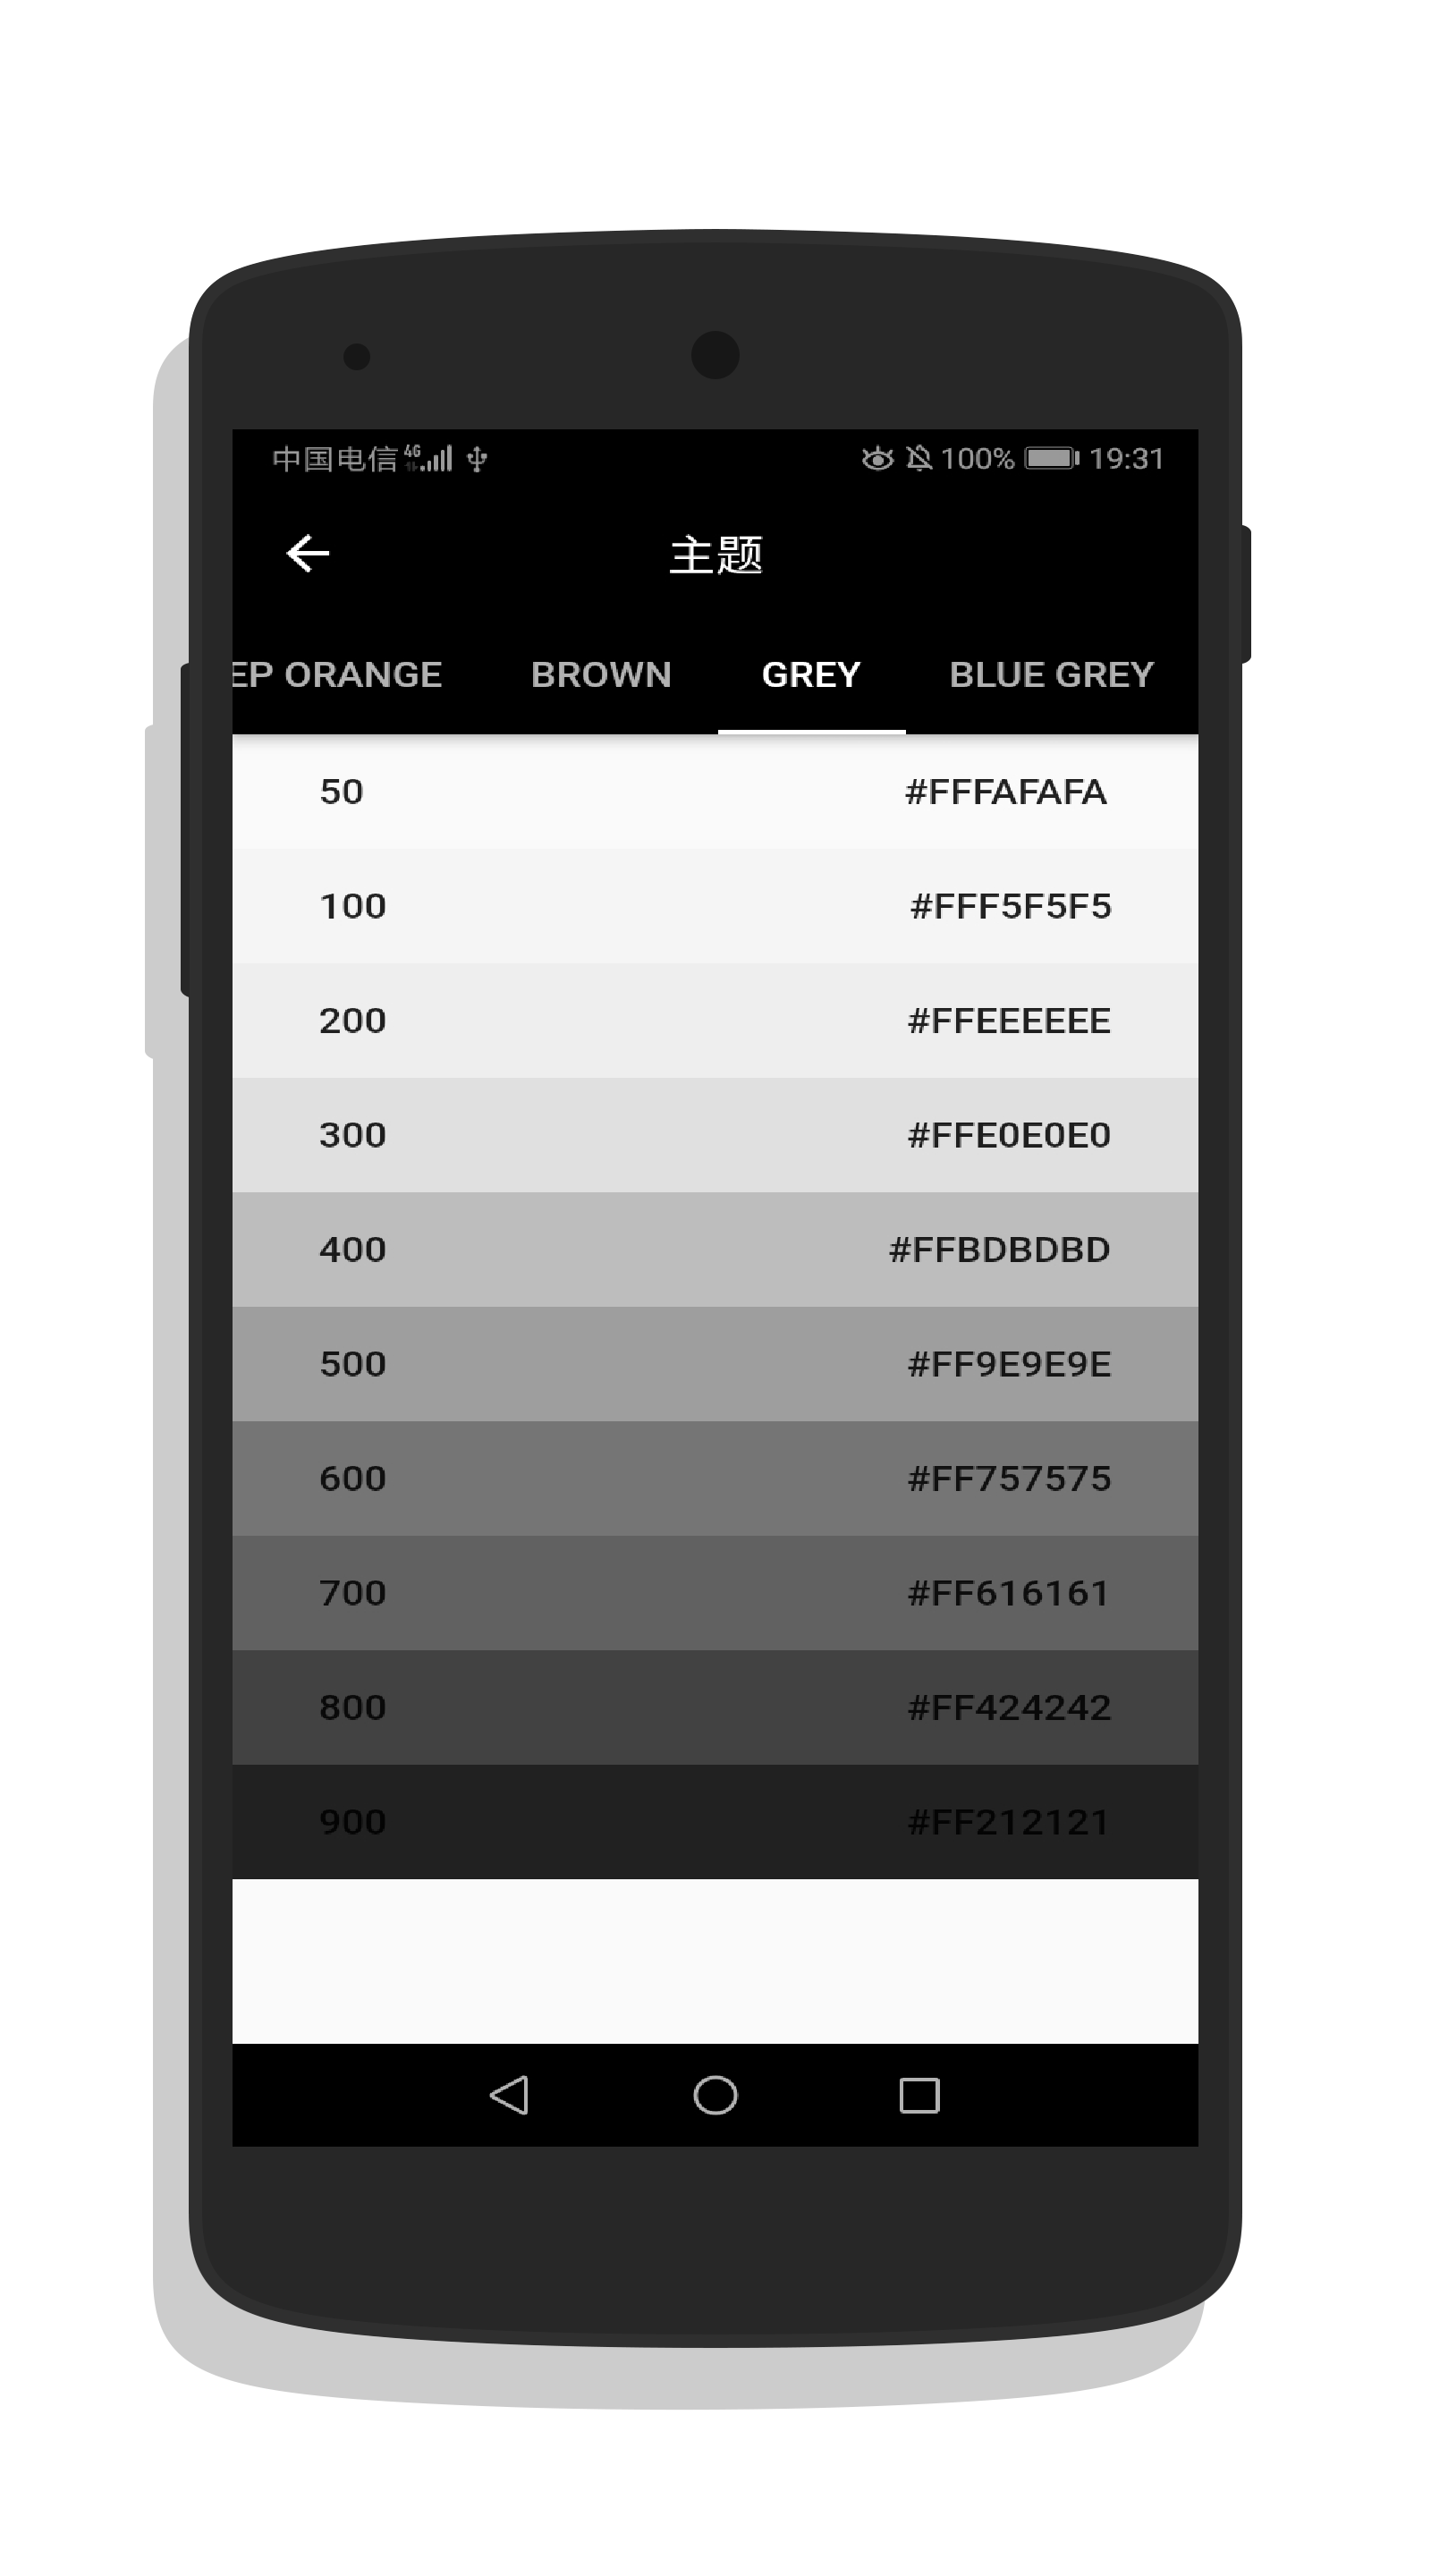 中国电信 4G 100% 19:31
主题
EP ORANGE BROWN GREY BLUE GREY
50 #FFFAFAFA
100 #FFF5F5F5
200 #FFEEEEEE
300 #FFE0E0E0
400 #FFBDBDBD
500 #FF9E9E9E
600 #FF757575
700 #FF616161
800 #FF424242
900 #FF212121